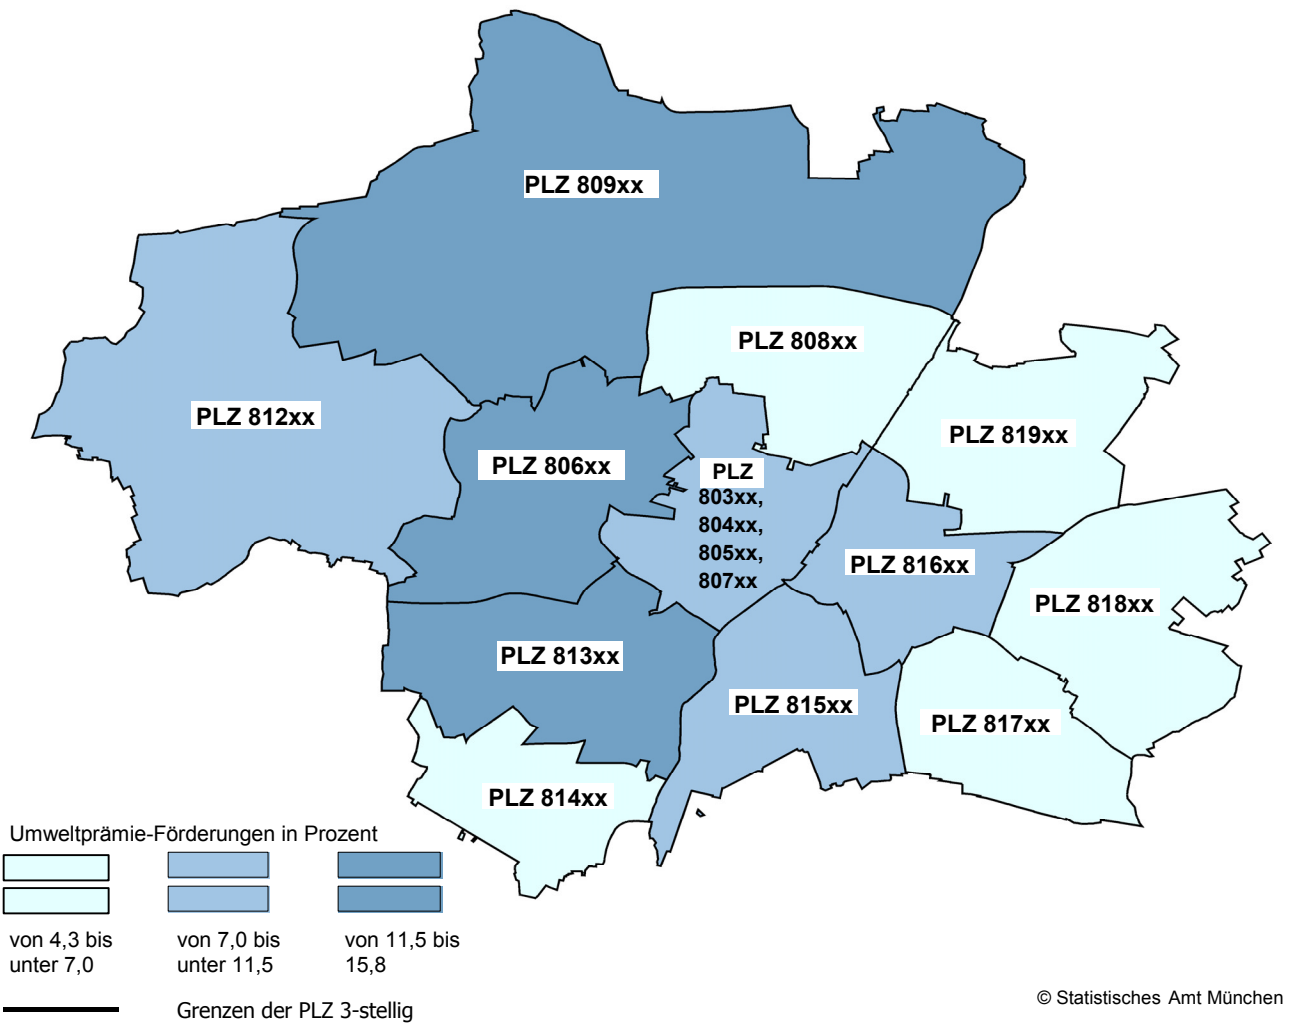 PLZ 809xx
PLZ 808xx
PLZ 812xx
PLZ 819xx
PLZ 806xx
PLZ
803xx,
804xx,
805xx,
807xx
PLZ 816xx
PLZ 818xx
PLZ 813xx
PLZ 815xx
PLZ 817xx
PLZ 814xx
Umweltprämie-Förderungen in Prozent
von 4,3 bis
unter 7,0
von 7,0 bis
unter 11,5
von 11,5 bis
15,8
Grenzen der PLZ 3-stellig
© Statistisches Amt München